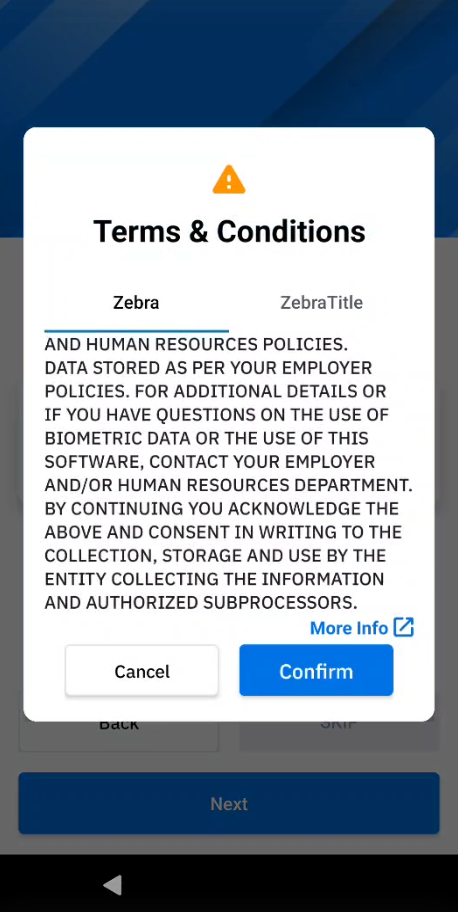 Terms & Conditions
Zebra
ZebraTitle
AND HUMAN RESOURCES POLICIES.
DATA STORED AS PER YOUR EMPLOYER
POLICIES. FOR ADDITIONAL DETAILS OR
IF YOU HAVE QUESTIONS ON THE USE OF
BIOMETRIC DATA OR THE USE OF THIS
SOFTWARE, CONTACT YOUR EMPLOYER
AND/OR HUMAN RESOURCES DEPARTMENT.
BY CONTINUING YOU ACKNOWLEDGE THE
ABOVE AND CONSENT IN WRITING TO THE
COLLECTION, STORAGE AND USE BY THE
ENTITY COLLECTING THE INFORMATION
AND AUTHORIZED SUBPROCESSORS.
More Info
Cancel
Confirm
Back
SKIP
Next